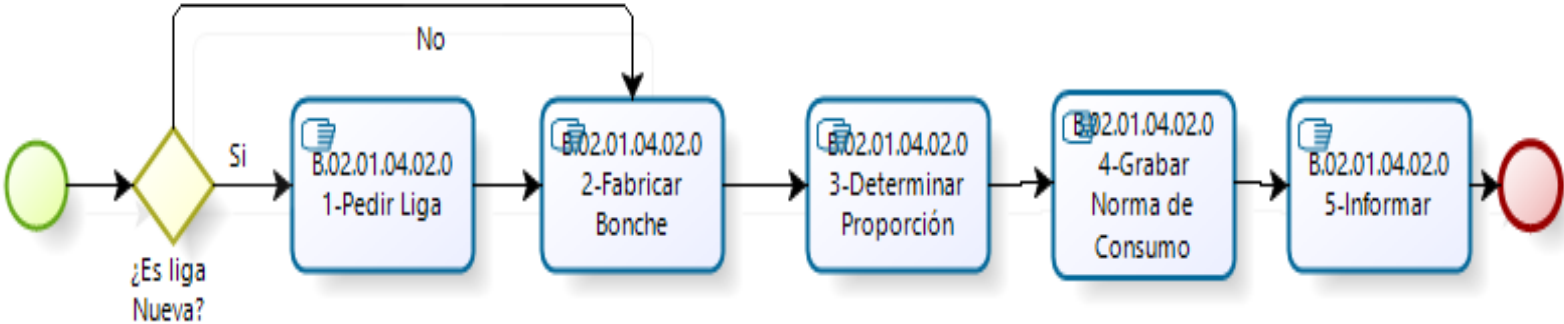 No
Si
¿Es liga
Nueva?
B.02.01.04.02.0
1-Pedir Liga
B.02.01.04.02.0
2-Fabricar
Bonche
B.02.01.04.02.0
3-Determinar
Proporción
B.02.01.04.02.0
4-Grabar
Norma de
Consumo
B.02.01.04.02.0
5-Informar